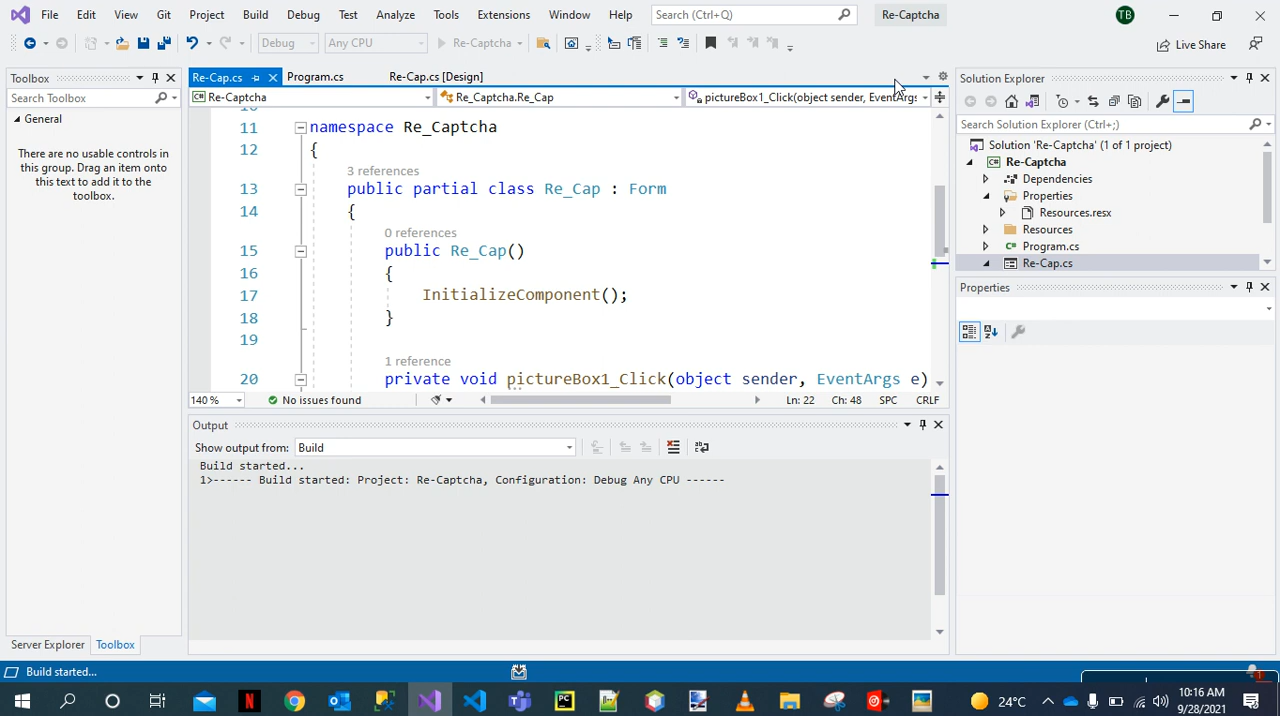 File Edit View Git Project Build Debug Test Analyze Tools Extensions Window Help Search (Ctrl+Q) Re-Captcha TB
Debug Any CPU Re-Captcha Live Share
Toolbox
Search Toolbox
General
There are no usable controls in
this group. Drag an item onto
this text to add it to the
toolbox.
Server Explorer Toolbox
Re-Cap.cs Program.cs Re-Cap.cs [Design]
Re-Captcha Re_Captcha.Re_Cap pictureBox1_Click(object sender, EventArgs
11 namespace Re_Captcha
12 {
3 references
13 public partial class Re_Cap : Form
14 {
0 references
15 public Re_Cap()
16 {
17 InitializeComponent();
18 }
19
1 reference
20 private void pictureBox1_Click(object sender, EventArgs e)
140 % No issues found Ln: 22 Ch: 48 SPC CRLF
Output
Show output from: Build
Build started...
1>------ Build started: Project: Re-Captcha, Configuration: Debug Any CPU ------
Solution Explorer
Search Solution Explorer (Ctrl+;)
Solution 'Re-Captcha' (1 of 1 project)
Re-Captcha
Dependencies
Properties
Resources.resx
Resources
Program.cs
Re-Cap.cs
Properties
Build started...
24°C 10:16 AM
9/28/2021